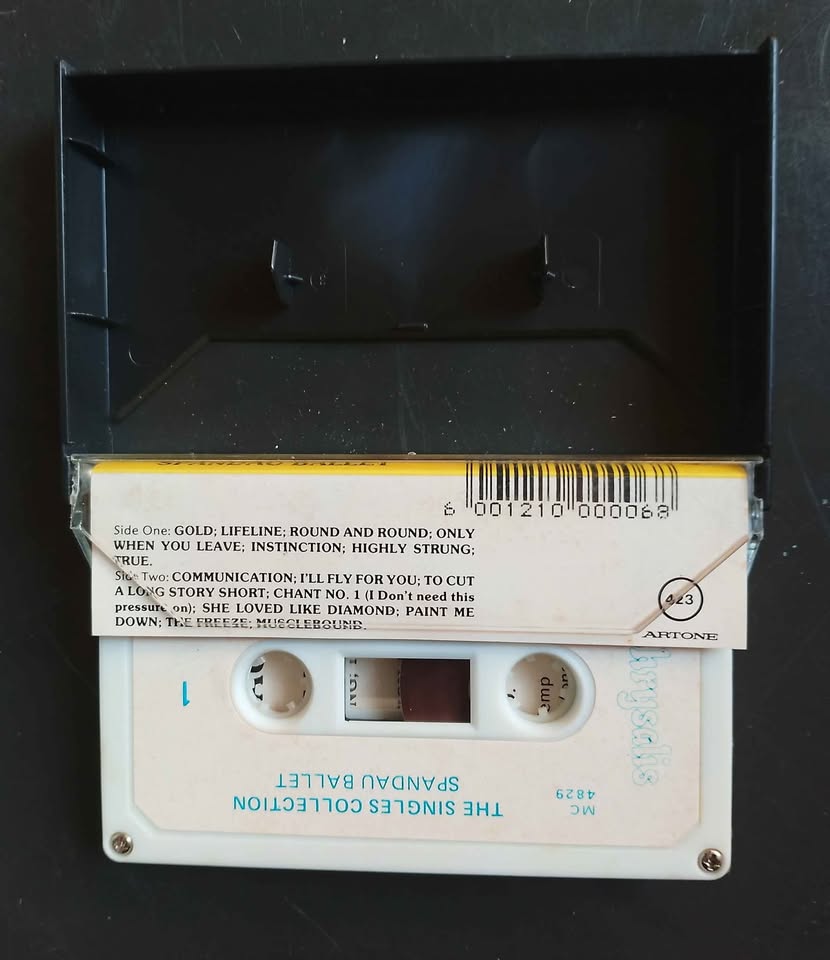 SPANDAU BALLET
6 001210 000068
Side One: GOLD; LIFELINE; ROUND AND ROUND; ONLY
WHEN YOU LEAVE; INSTINCTION; HIGHLY STRUNG;
TRUE.
Side Two: COMMUNICATION; I'LL FLY FOR YOU; TO CUT
A LONG STORY SHORT; CHANT NO. 1 (I Don't need this
pressure on); SHE LOVED LIKE DIAMOND; PAINT ME
DOWN; THE FREEZE; MUSCLEBOUND.
423
ARTONE
1
Chrysalis
MC
4829
THE SINGLES COLLECTION
SPANDAU BALLET